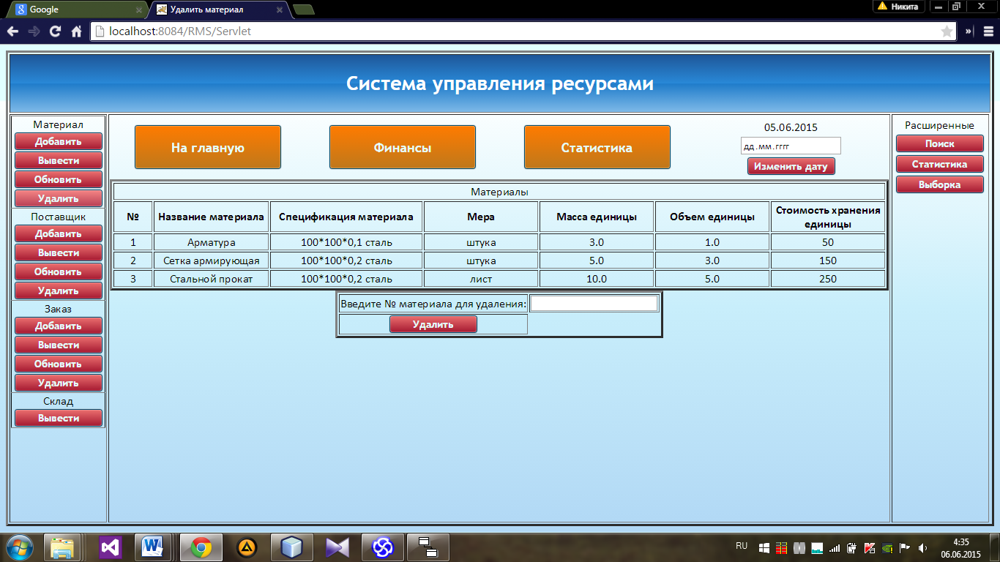 Google
Удалить материал
Никита
localhost:8084/RMS/Servlet
»
Система управления ресурсами
Материал
Добавить
Вывести
Обновить
Удалить
Поставщик
Добавить
Вывести
Обновить
Удалить
Заказ
Добавить
Вывести
Обновить
Удалить
Склад
Вывести
На главную
Финансы
Статистика
05.06.2015
дд.мм.гггг
Изменить дату
Материалы
№ Название материала Спецификация материала Мера Масса единицы Объем единицы Стоимость хранения
единицы
1 Арматура 100*100*0,1 сталь штука 3.0 1.0 50
2 Сетка армирующая 100*100*0,2 сталь штука 5.0 3.0 150
3 Стальной прокат 100*100*0,2 сталь лист 10.0 5.0 250
Введите № материала для удаления:
Удалить
Расширенные
Поиск
Статистика
Выборка
RU
4:35
06.06.2015